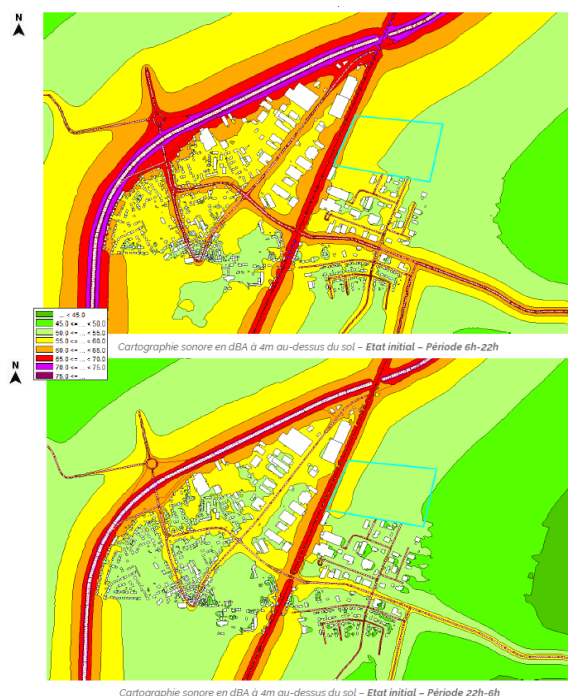 N
Cartographie sonore en dBA à 4m au-dessus du sol – Etat initial – Période 6h-22h
... < 45.0
45.0 <= ... < 50.0
50.0 <= ... < 55.0
55.0 <= ... < 60.0
60.0 <= ... < 65.0
65.0 <= ... < 70.0
70.0 <= ... < 75.0
75.0 <= ...
N
Cartographie sonore en dBA à 4m au-dessus du sol – Etat initial – Période 22h-6h